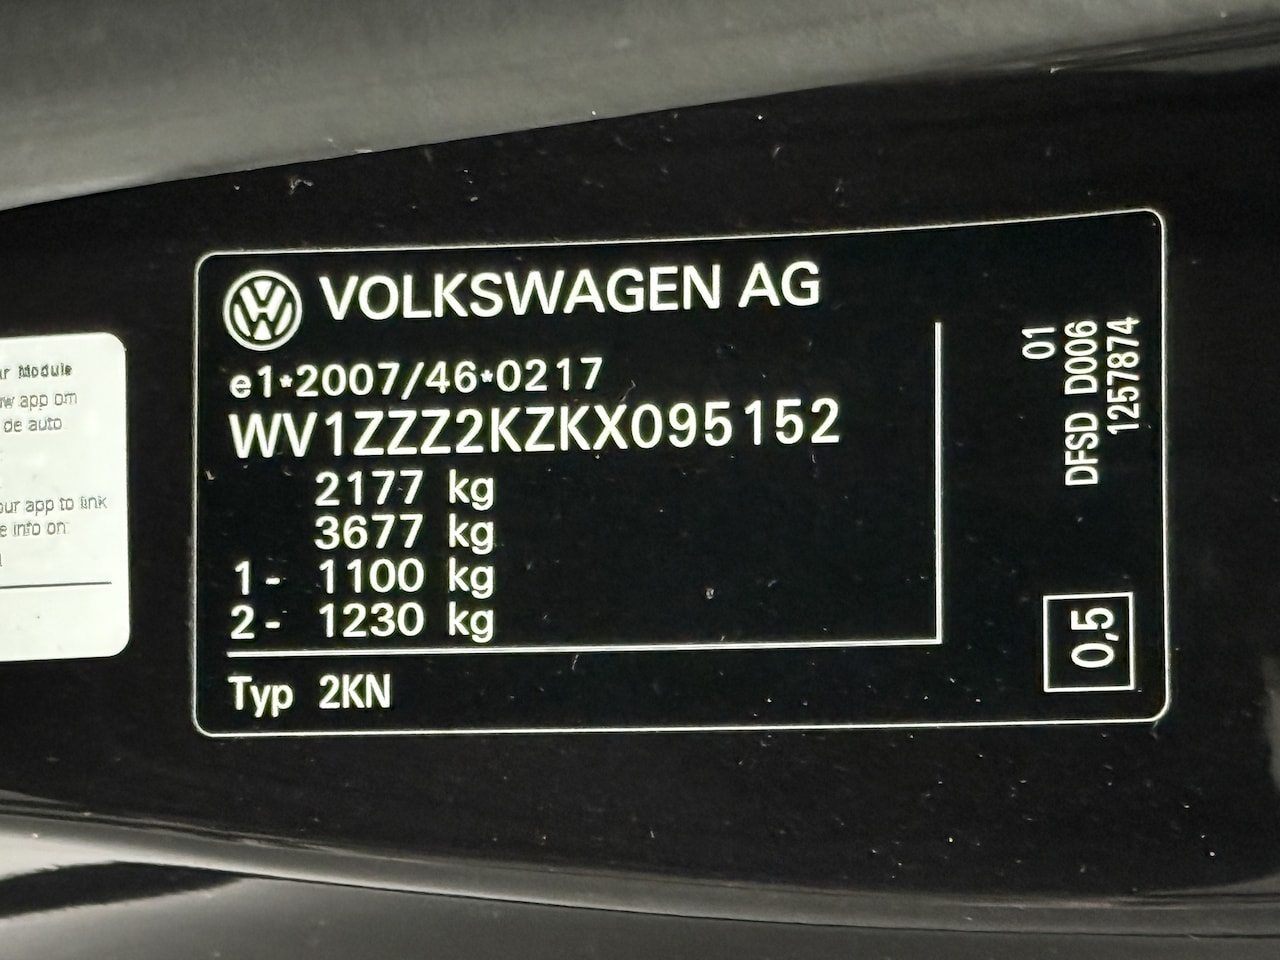 VOLKSWAGEN AG
e1*2007/46*0217
WV1ZZZ2KZKX095152
2177 kg
3677 kg
1- 1100 kg
2- 1230 kg
Typ 2KN
01
DFSD D006
1257874
0,5
Module
app om
de auto
app to link
info on: